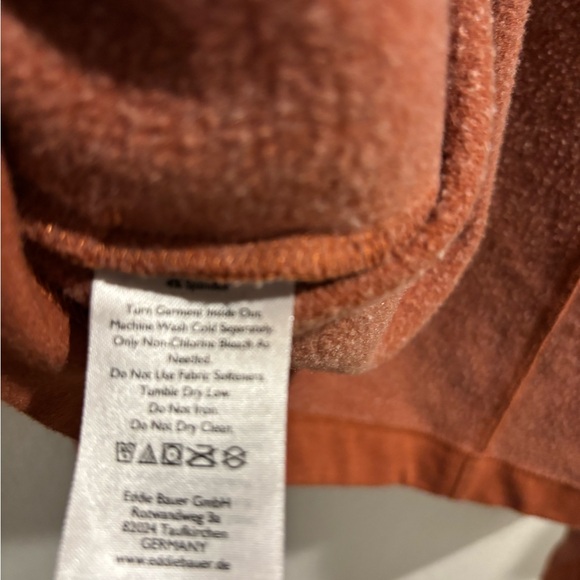 4% Spandex
Turn Garment Inside Out.
Machine Wash Cold Separately.
Only Non-Chlorine Bleach As
Needed.
Do Not Use Fabric Softeners.
Tumble Dry Low.
Do Not Iron.
Do Not Dry Clean.
Eddie Bauer GmbH
Rotwandweg 3a
82024 Taufkirchen
GERMANY
www.eddiebauer.de